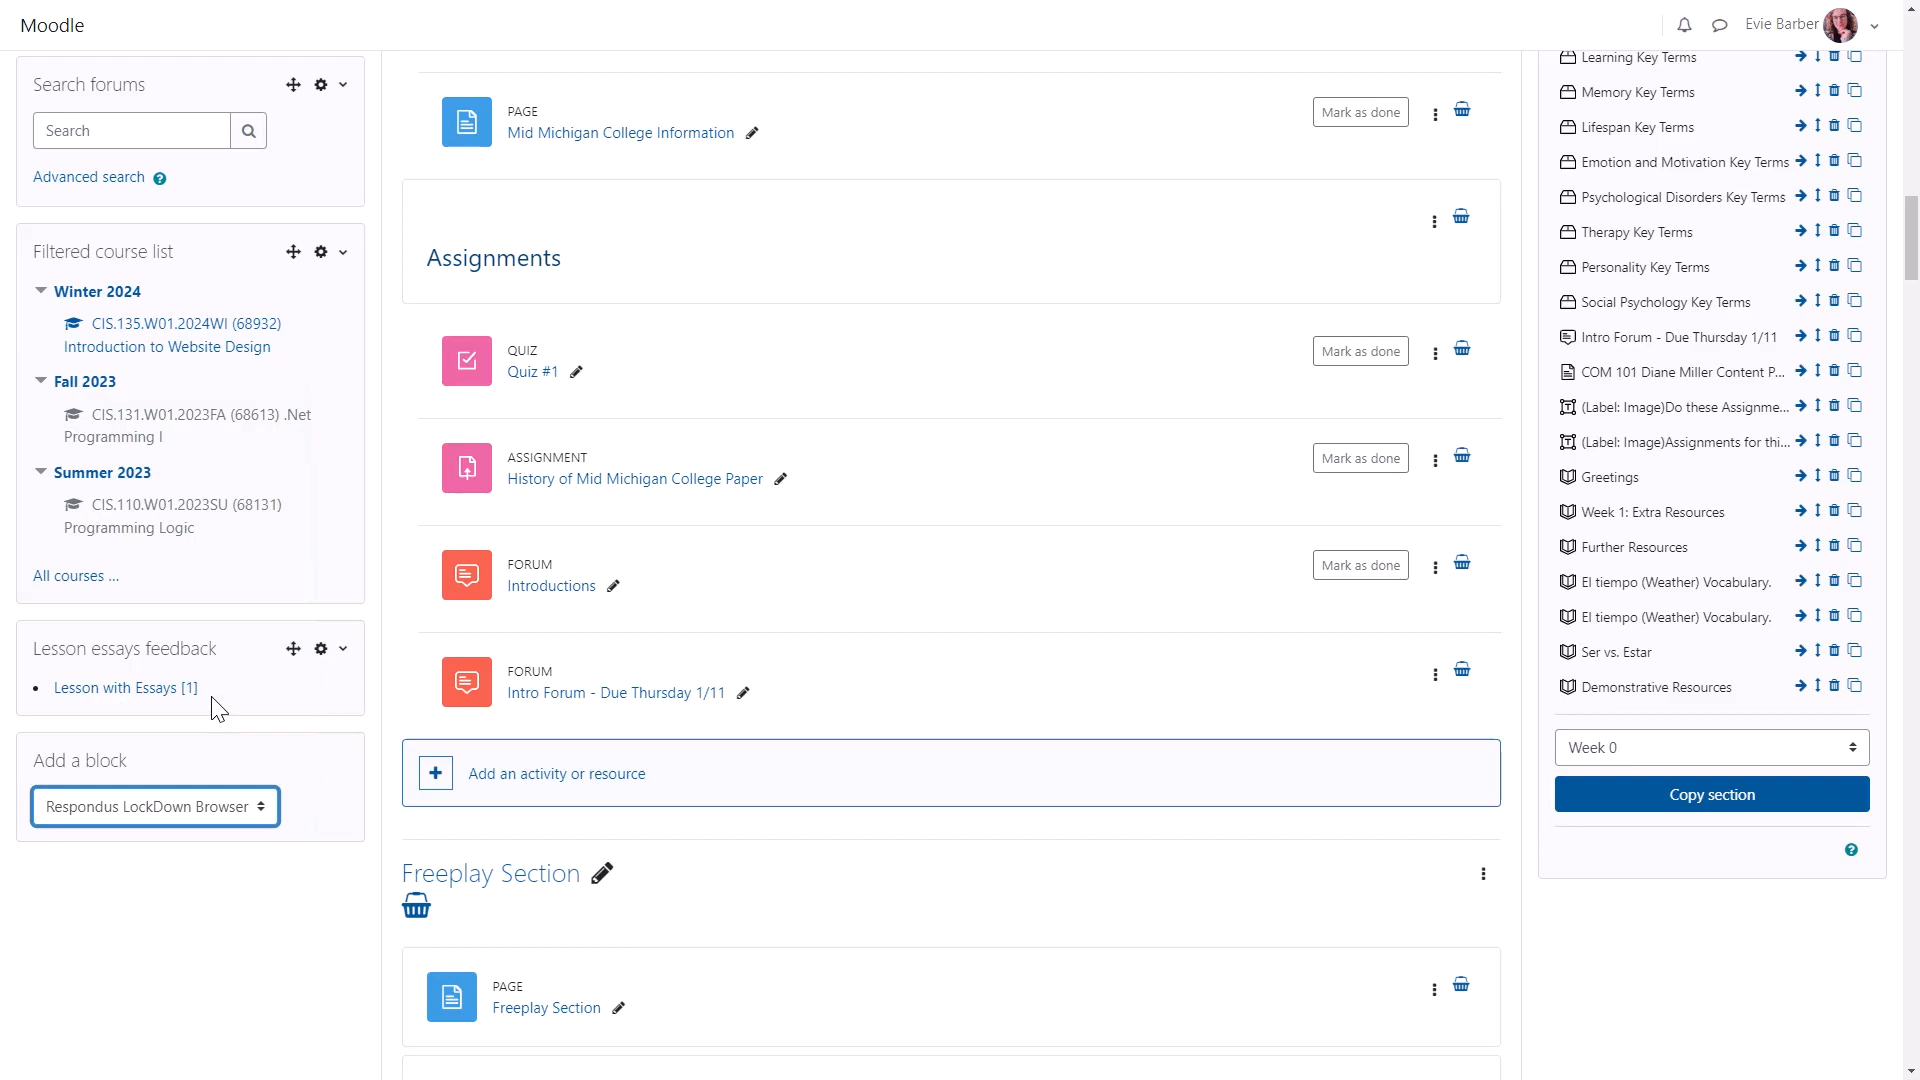 Moodle
Evie Barber
Search forums
Search
Advanced search
Filtered course list
Winter 2024
CIS.135.W01.2024WI (68932)
Introduction to Website Design
Fall 2023
CIS.131.W01.2023FA (68613) .Net
Programming I
Summer 2023
CIS.110.W01.2023SU (68131)
Programming Logic
All courses ...
Lesson essays feedback
Lesson with Essays [1]
Add a block
Respondus LockDown Browser
PAGE
Mid Michigan College Information
Mark as done
Assignments
QUIZ
Quiz #1
Mark as done
ASSIGNMENT
History of Mid Michigan College Paper
Mark as done
FORUM
Introductions
Mark as done
FORUM
Intro Forum - Due Thursday 1/11
Add an activity or resource
Freeplay Section
PAGE
Freeplay Section
Learning Key Terms
Memory Key Terms
Lifespan Key Terms
Emotion and Motivation Key Terms
Psychological Disorders Key Terms
Therapy Key Terms
Personality Key Terms
Social Psychology Key Terms
Intro Forum - Due Thursday 1/11
COM 101 Diane Miller Content P...
(Label: Image)Do these Assignme...
(Label: Image)Assignments for thi...
Greetings
Week 1: Extra Resources
Further Resources
El tiempo (Weather) Vocabulary.
El tiempo (Weather) Vocabulary.
Ser vs. Estar
Demonstrative Resources
Week 0
Copy section